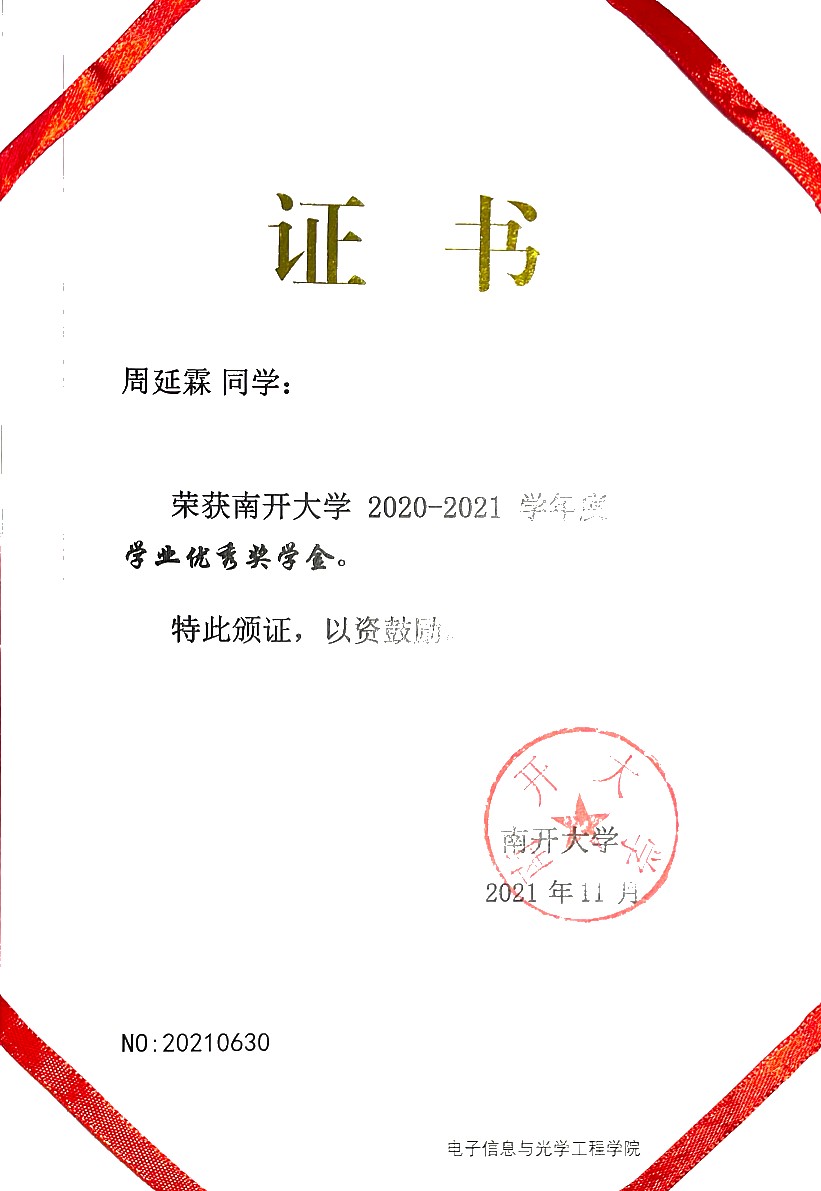 证书
周延霖 同学：
荣获南开大学 2020-2021 学年度
学业优秀奖学金。
特此颁证，以资鼓励。
南开大学
南开大学
2021 年 11 月
NO:20210630
电子信息与光学工程学院